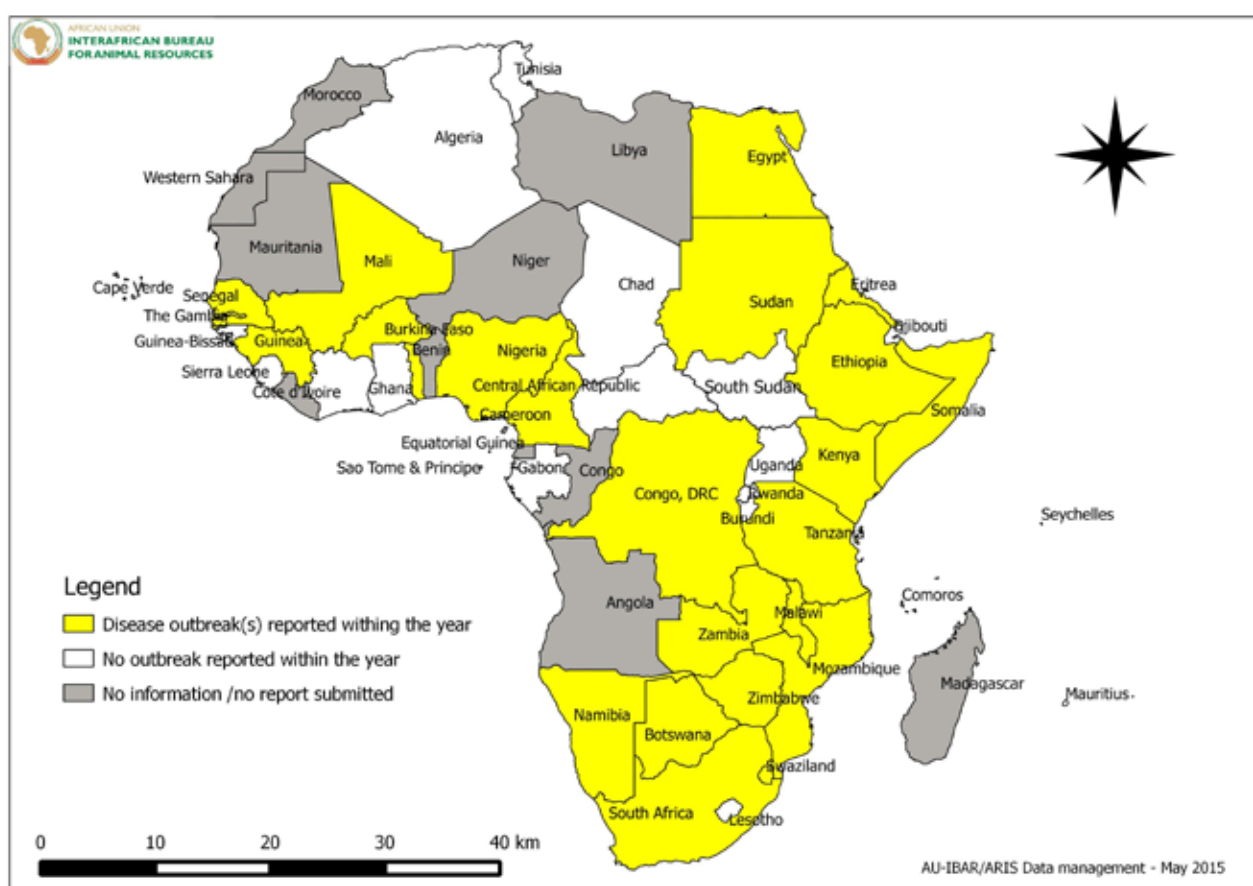 AFRICAN UNION
INTERAFRICAN BUREAU
FOR ANIMAL RESOURCES
Tunisia
Morocco
Algeria
Libya
Egypt
Western Sahara
Mauritania
Mali
Niger
Chad
Sudan
Eritrea
Cape Verde
Senegal
The Gambia
Guinea-Bissau
Guinea
Burkina Faso
Benin
Nigeria
Djibouti
Ethiopia
Sierra Leone
Cote d'Ivoire
Ghana
Central African Republic
South Sudan
Somalia
Cameroon
Equatorial Guinea
Sao Tome & Principe
Gabon
Congo
Uganda
Kenya
Congo, DRC
Rwanda
Burundi
Tanzania
Seychelles
Comoros
Angola
Malawi
Zambia
Mozambique
Madagascar
Mauritius
Zimbabwe
Namibia
Botswana
Swaziland
South Africa
Lesotho
Legend
Disease outbreak(s) reported withing the year
No outbreak reported within the year
No information /no report submitted
0 10 20 30 40 km
AU-IBAR/ARIS Data management - May 2015